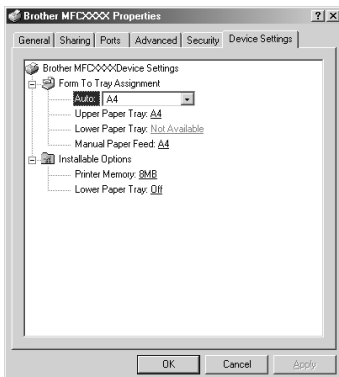 Brother MFCXXXX Properties
? X
General Sharing Ports Advanced Security Device Settings
Brother MFCXXXXDevice Settings
Form To Tray Assignment
Auto: A4
Upper Paper Tray: A4
Lower Paper Tray: Not Available
Manual Paper Feed: A4
Installable Options
Printer Memory: 8MB
Lower Paper Tray: Off
OK Cancel Apply